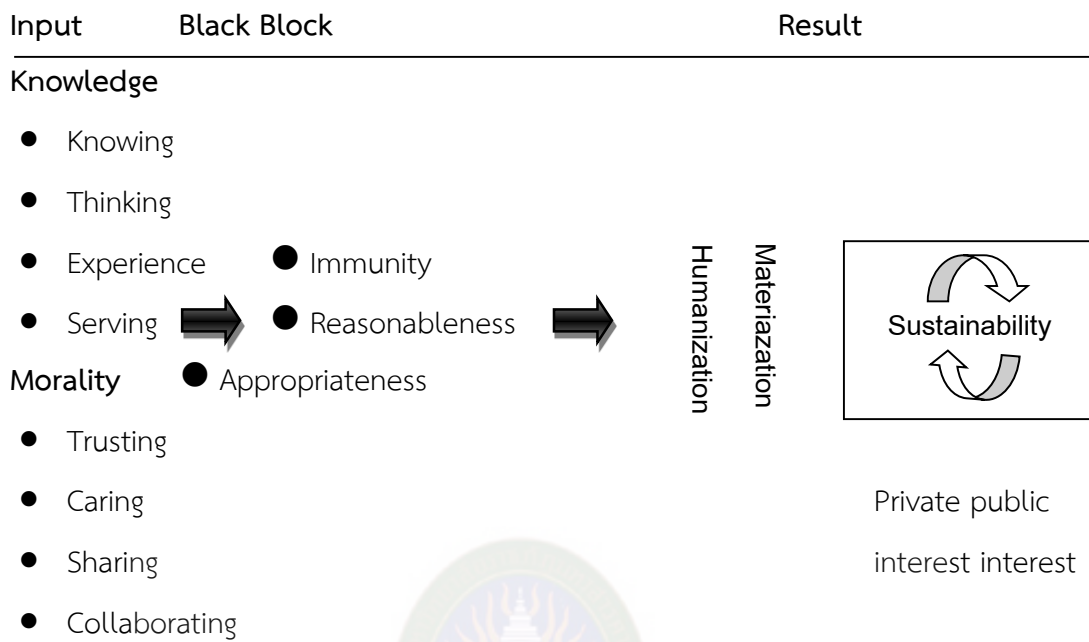 Input Black Block Result
Knowledge
● Knowing
● Thinking
● Experience ● Immunity
● Serving ● Reasonableness
Morality ● Appropriateness
● Trusting
● Caring
● Sharing
● Collaborating
Humanization
Materiazation
Sustainability
Private public
interest interest